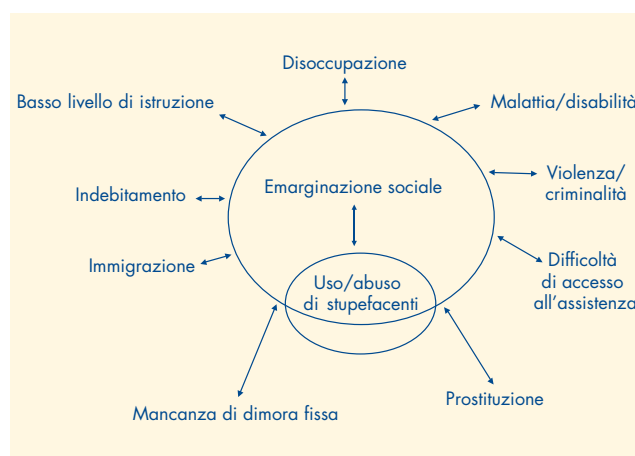 Disoccupazione
Basso livello di istruzione
Malattia/disabilità
Indebitamento
Emarginazione sociale
Violenza/
criminalità
Immigrazione
Uso/abuso
di stupefacenti
Difficoltà
di accesso
all'assistenza
Mancanza di dimora fissa
Prostituzione